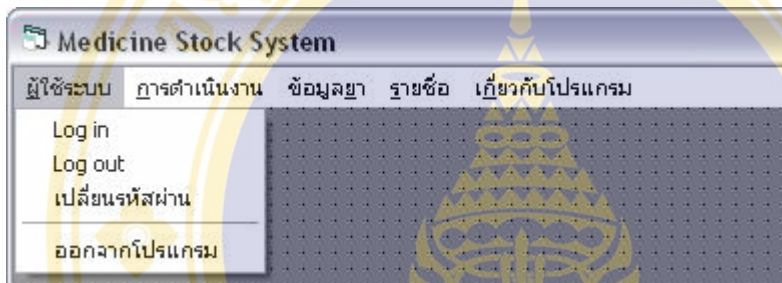 Medicine Stock System
ผู้ใช้ระบบ การดำเนินงาน ข้อมูลยา รายชื่อ เกี่ยวกับโปรแกรม
Log in
Log out
เปลี่ยนรหัสผ่าน
ออกจากโปรแกรม